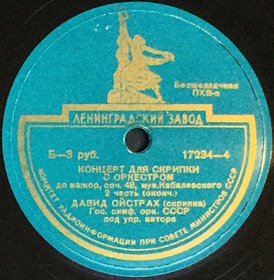 Бесшеллачная
ПХВ-п
ЛЕНИНГРАДСКИЙ ЗАВОД
Б—3 руб. 17234—4
КОНЦЕРТ ДЛЯ СКРИПКИ
С ОРКЕСТРОМ
до мажор, соч. 48, муз. Кабалевского
2 часть (оконч.)
ДАВИД ОЙСТРАХ (скрипка)
Гос. симф. орк. СССР
под упр. автора
КОМИТЕТ РАДИОИНФОРМАЦИИ ПРИ СОВЕТЕ МИНИСТРОВ СССР